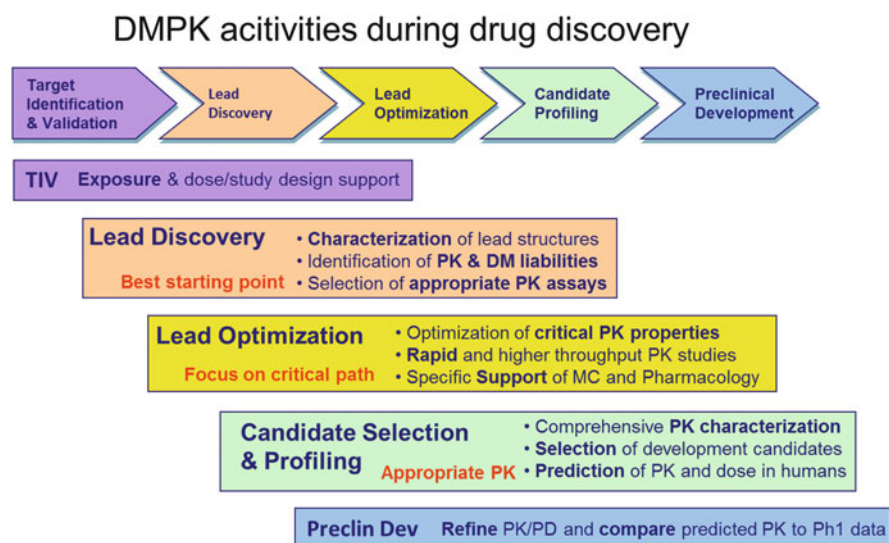 DMPK acitivities during drug discovery
Target
Identification
& Validation
Lead
Discovery
Lead
Optimization
Candidate
Profiling
Preclinical
Development
TIV Exposure & dose/study design support
Lead Discovery
Best starting point
• Characterization of lead structures
• Identification of PK & DM liabilities
• Selection of appropriate PK assays
Lead Optimization
Focus on critical path
• Optimization of critical PK properties
• Rapid and higher throughput PK studies
• Specific Support of MC and Pharmacology
Candidate Selection
& Profiling
Appropriate PK
• Comprehensive PK characterization
• Selection of development candidates
• Prediction of PK and dose in humans
Preclin Dev Refine PK/PD and compare predicted PK to Ph1 data